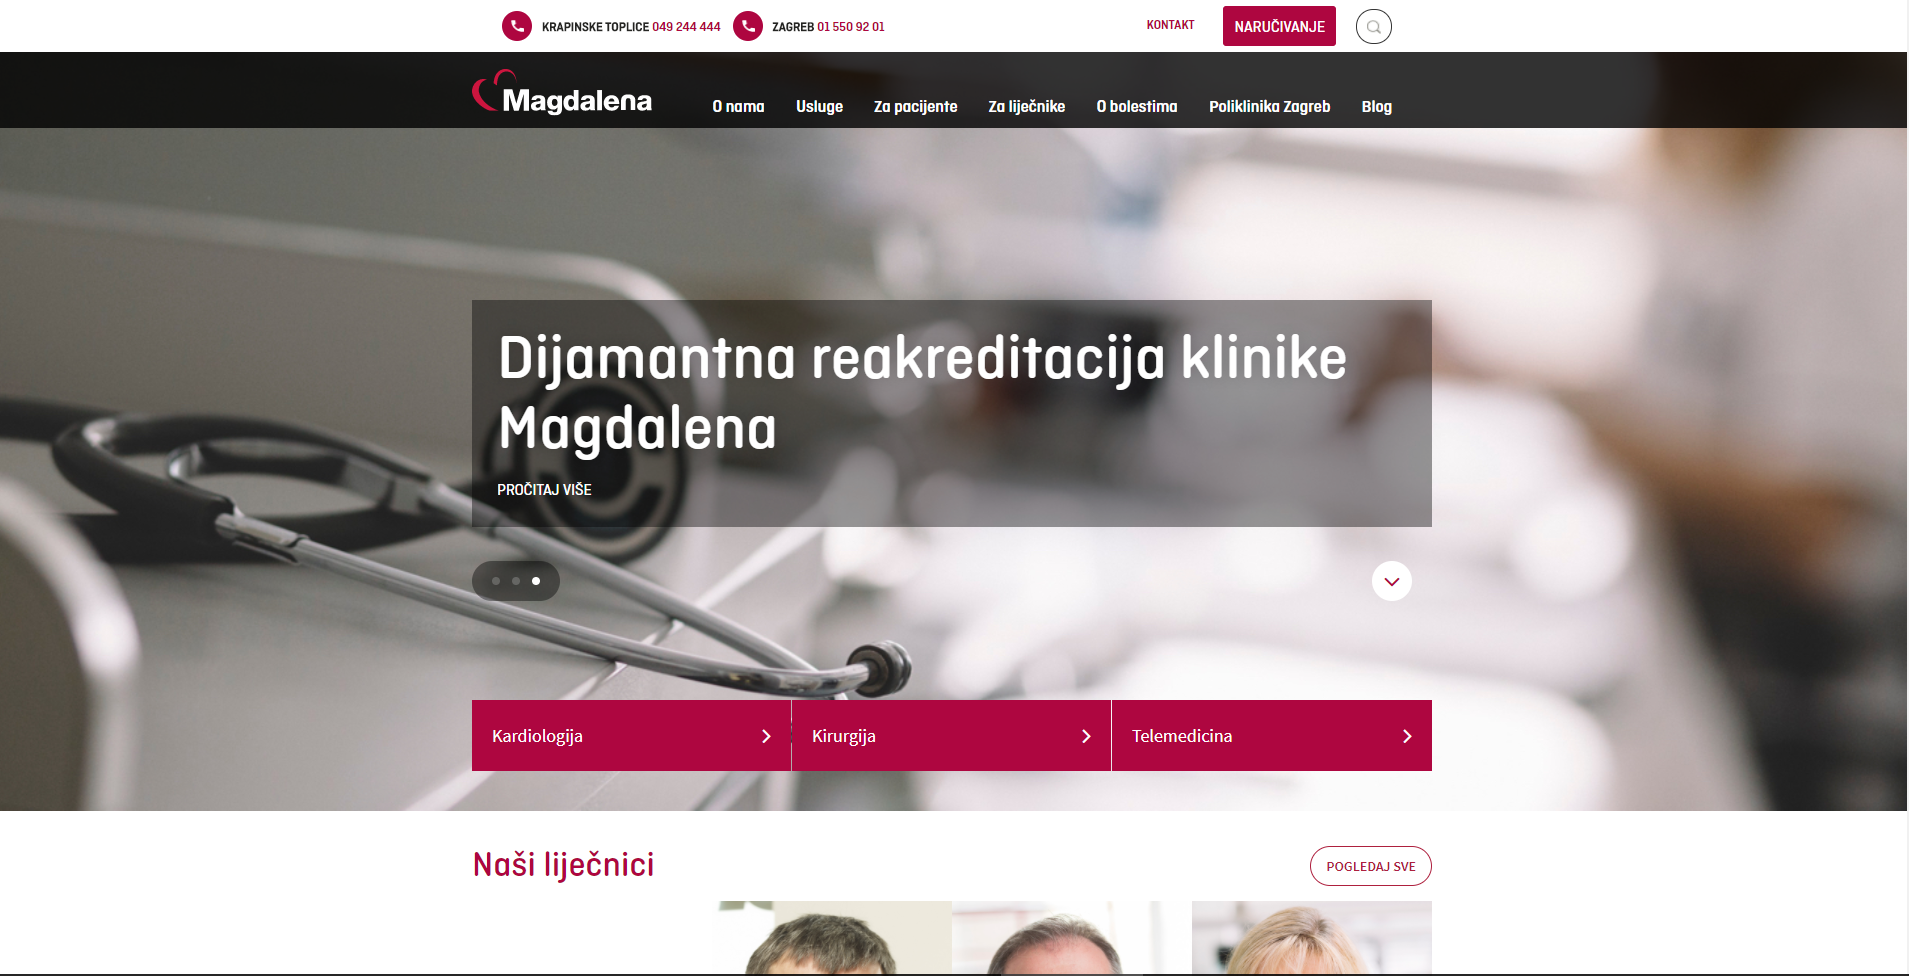 KRAPINSKE TOPLICE 049 244 444
ZAGREB 01 550 92 01
KONTAKT
NARUČIVANJE
Magdalena
O nama
Usluge
Za pacijente
Za liječnike
O bolestima
Poliklinika Zagreb
Blog
Dijamantna reakreditacija klinike
Magdalena
PROČITAJ VIŠE
Kardiologija
Kirurgija
Telemedicina
Naši liječnici
POGLEDAJ SVE